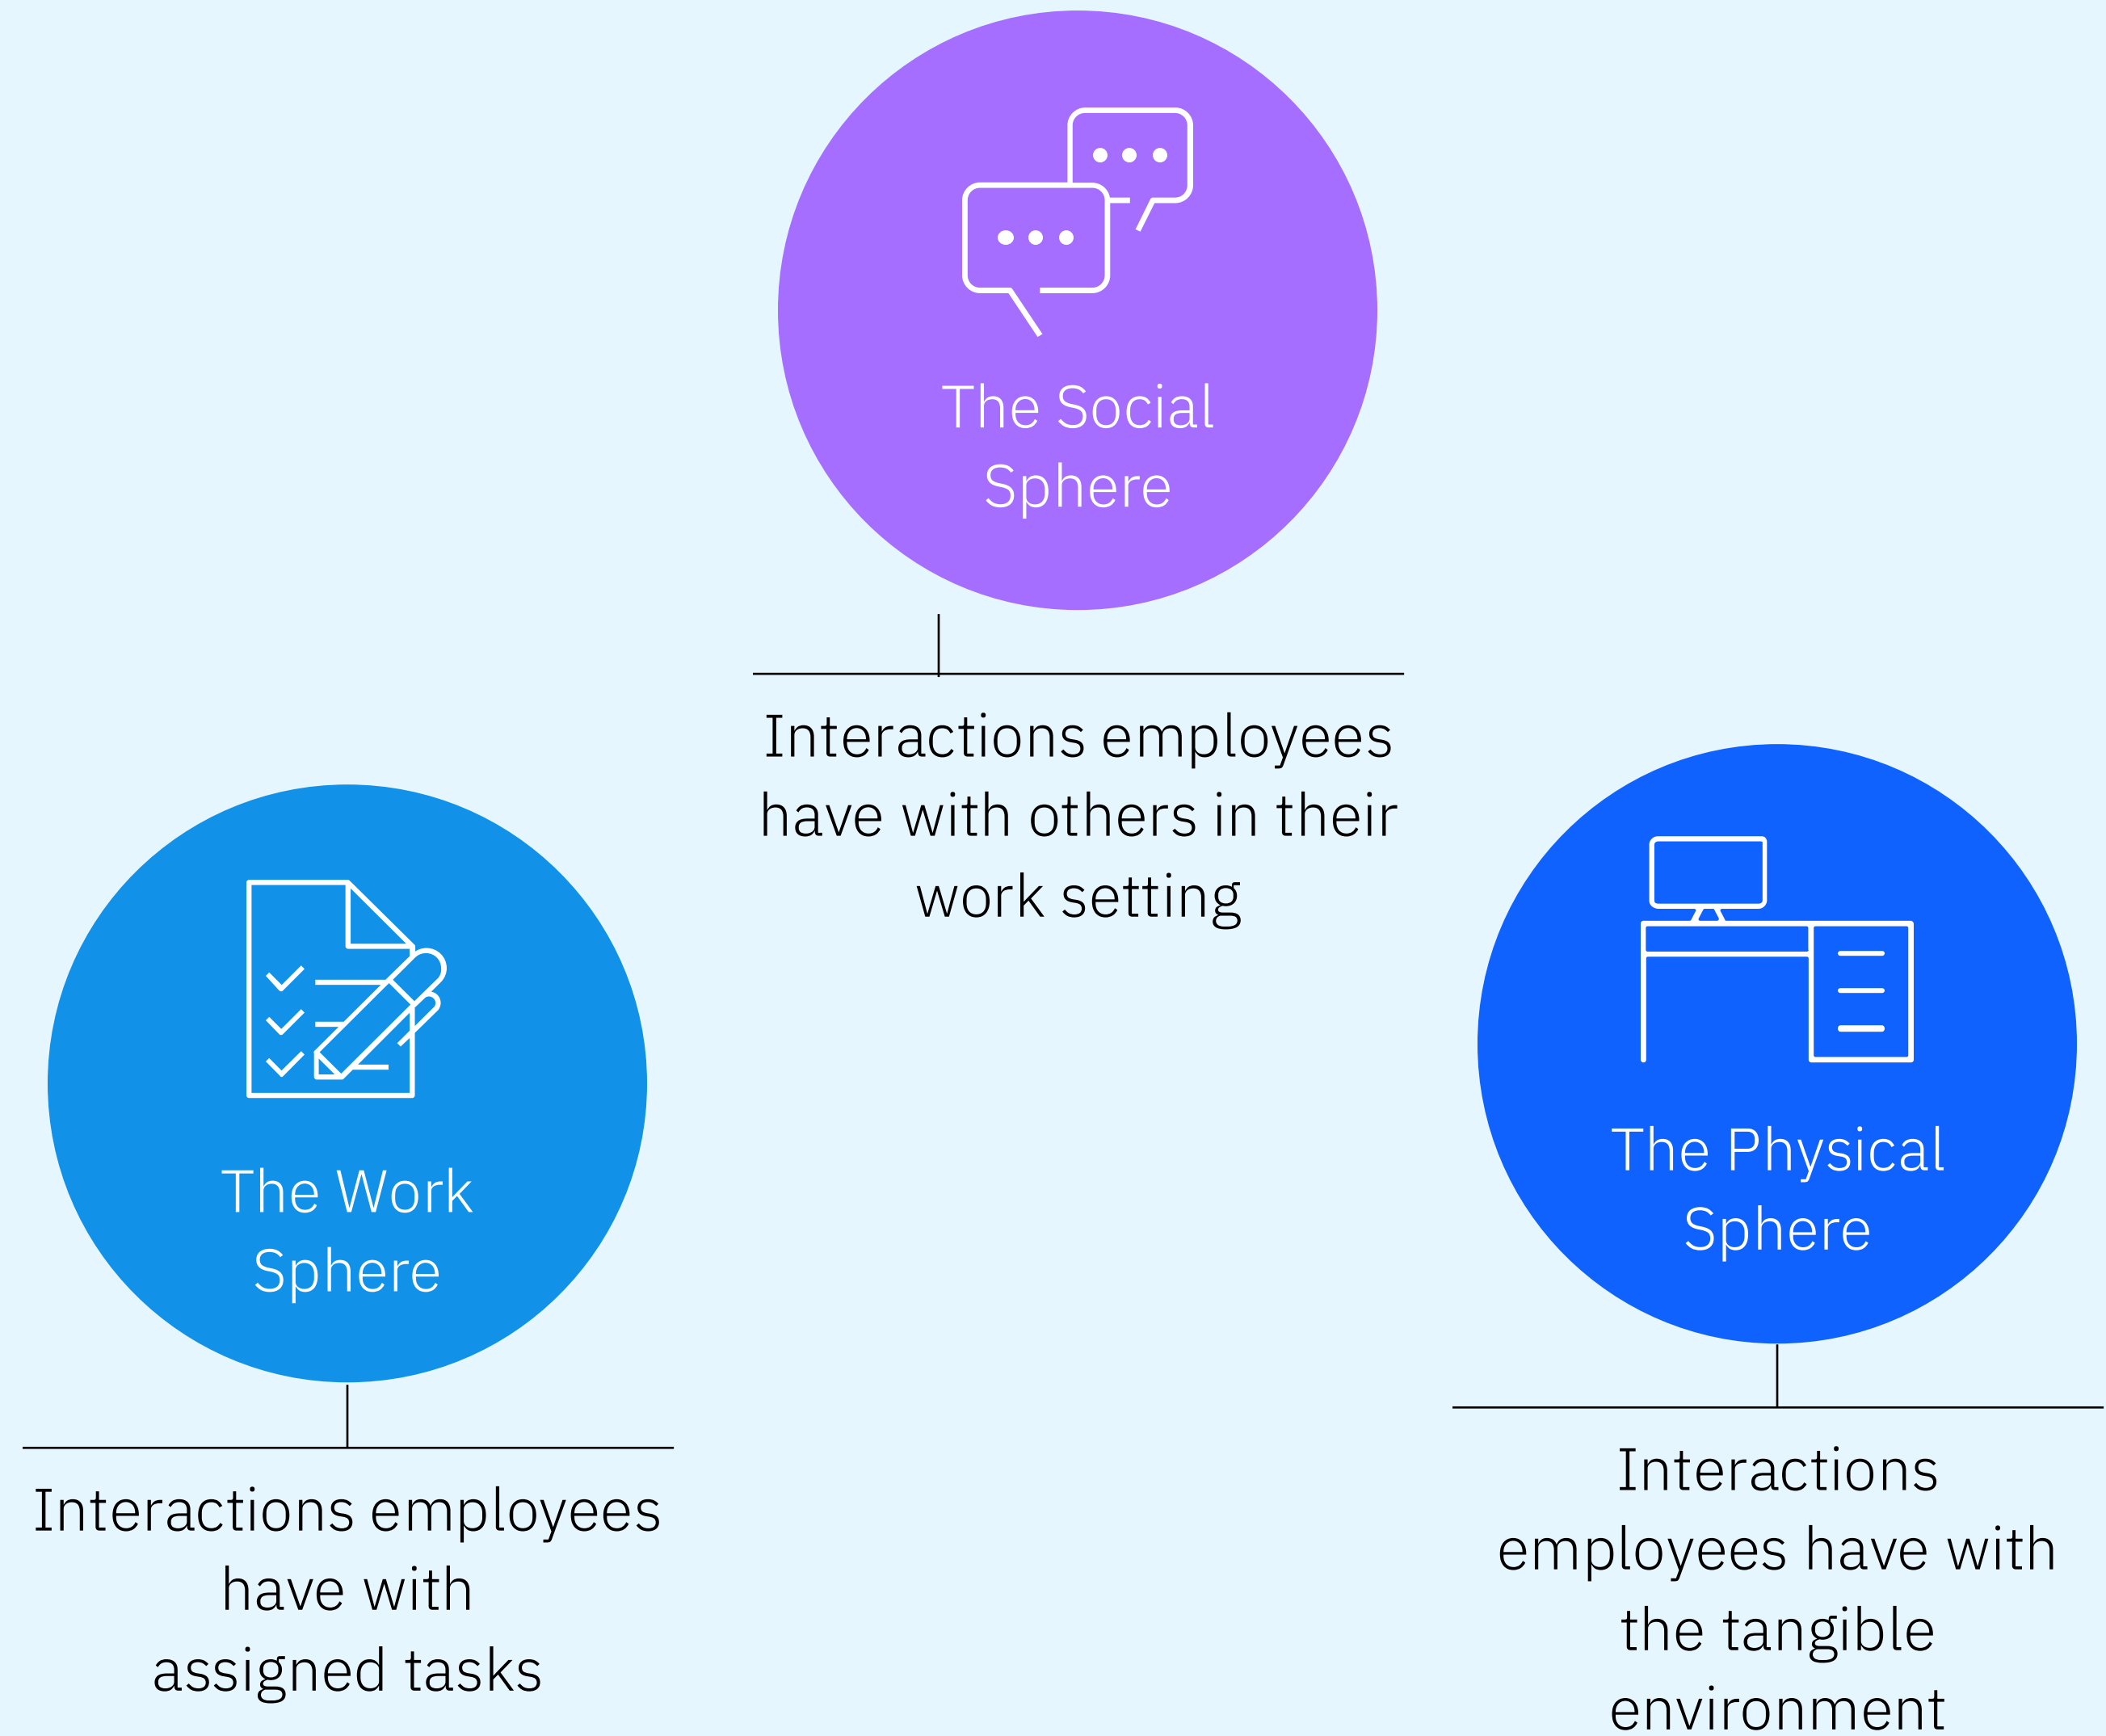 The Social
Sphere
Interactions employees
have with others in their
work setting
The Work
Sphere
Interactions employees
have with
assigned tasks
The Physical
Sphere
Interactions
employees have with
the tangible
environment